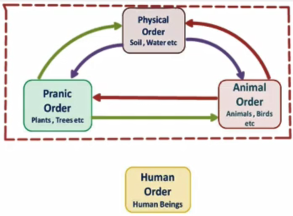 Physical
Order
Soil, Water etc
Pranic
Order
Plants, Trees etc
Animal
Order
Animals, Birds
etc
Human
Order
Human Beings